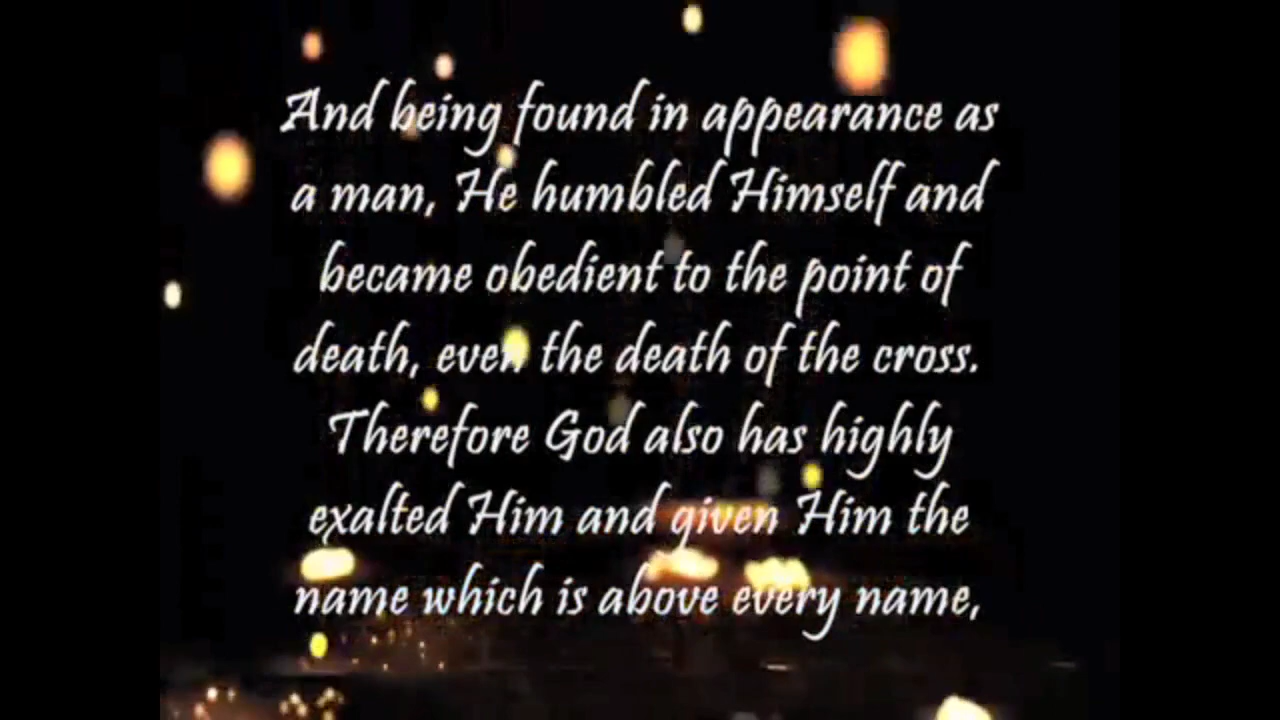 And being found in appearance as
a man, He humbled Himself and
became obedient to the point of
death, even the death of the cross.
Therefore God also has highly
exalted Him and given Him the
name which is above every name,